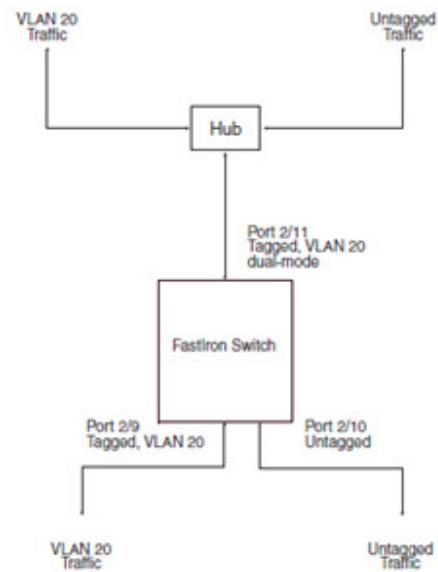 VLAN 20
Traffic
Untagged
Traffic
Hub
Port 2/11
Tagged, VLAN 20
dual-mode
FastIron Switch
Port 2/9
Tagged, VLAN 20
Port 2/10
Untagged
VLAN 20
Traffic
Untagged
Traffic